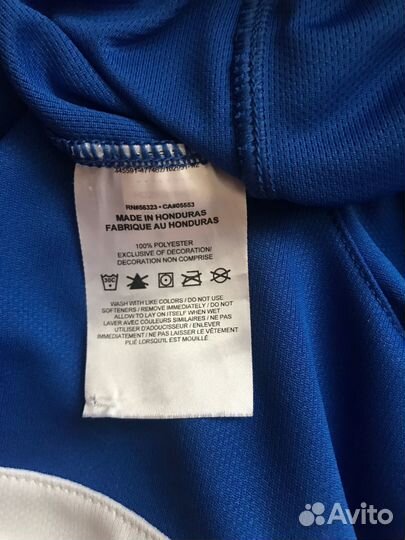 RN#56323 • CA#05553
MADE IN HONDURAS
FABRIQUE AU HONDURAS
100% POLYESTER
EXCLUSIVE OF DECORATION/
DECORATION NON COMPRISE
WASH WITH LIKE COLORS / DO NOT USE
SOFTENERS / REMOVE IMMEDIATELY / DO NOT
ALLOW TO LAY ON ITSELF WHEN WET
LAVER AVEC COULEURS SIMILAIRES / NE PAS
UTILISER D'ADOUCISSEUR / ENLEVER
IMMÉDIATEMENT / NE PAS LAISSER LE VÊTEMENT
PLIÉ LORSQU'IL EST MOUILLÉ
Avito